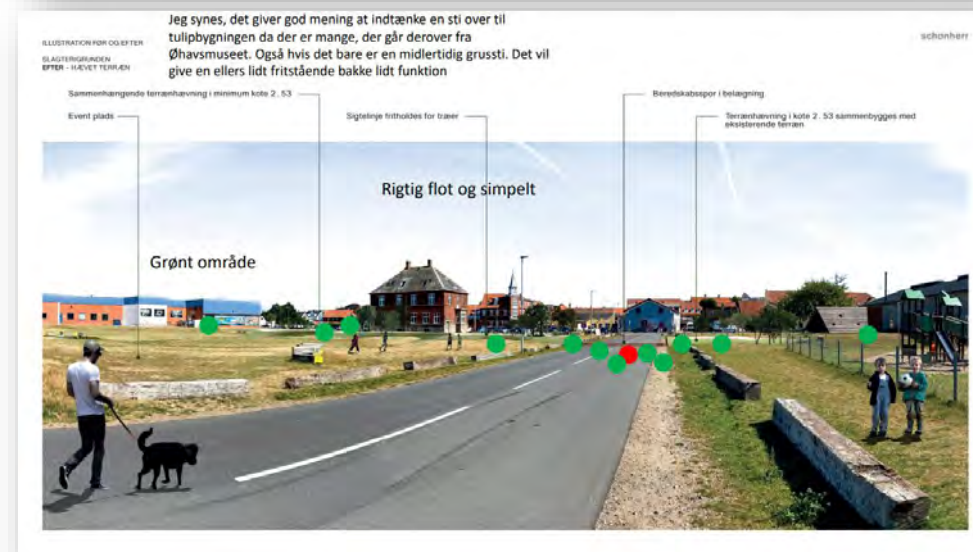 Jeg synes, det giver god mening at indtænke en sti over til
tulipbygningen da der er mange, der går derover fra
Øhavsmuseet. Også hvis det bare er en midlertidig grussti. Det vil
give en ellers lidt fritstående bakke lidt funktion
ILLUSTRATION FØR OG EFTER
SLAGTERIGRUNDEN
EFTER – HÆVET TERRÆN
schønherr
Sammenhængende terrænhævning i minimum kote 2.53
Beredskabsspor i belægning
Event plads
Sigtelinje fritholdes for træer
Terrænhævning i kote 2.53 sammenbygges med
eksisterende terræn
Rigtig flot og simpelt
Grønt område